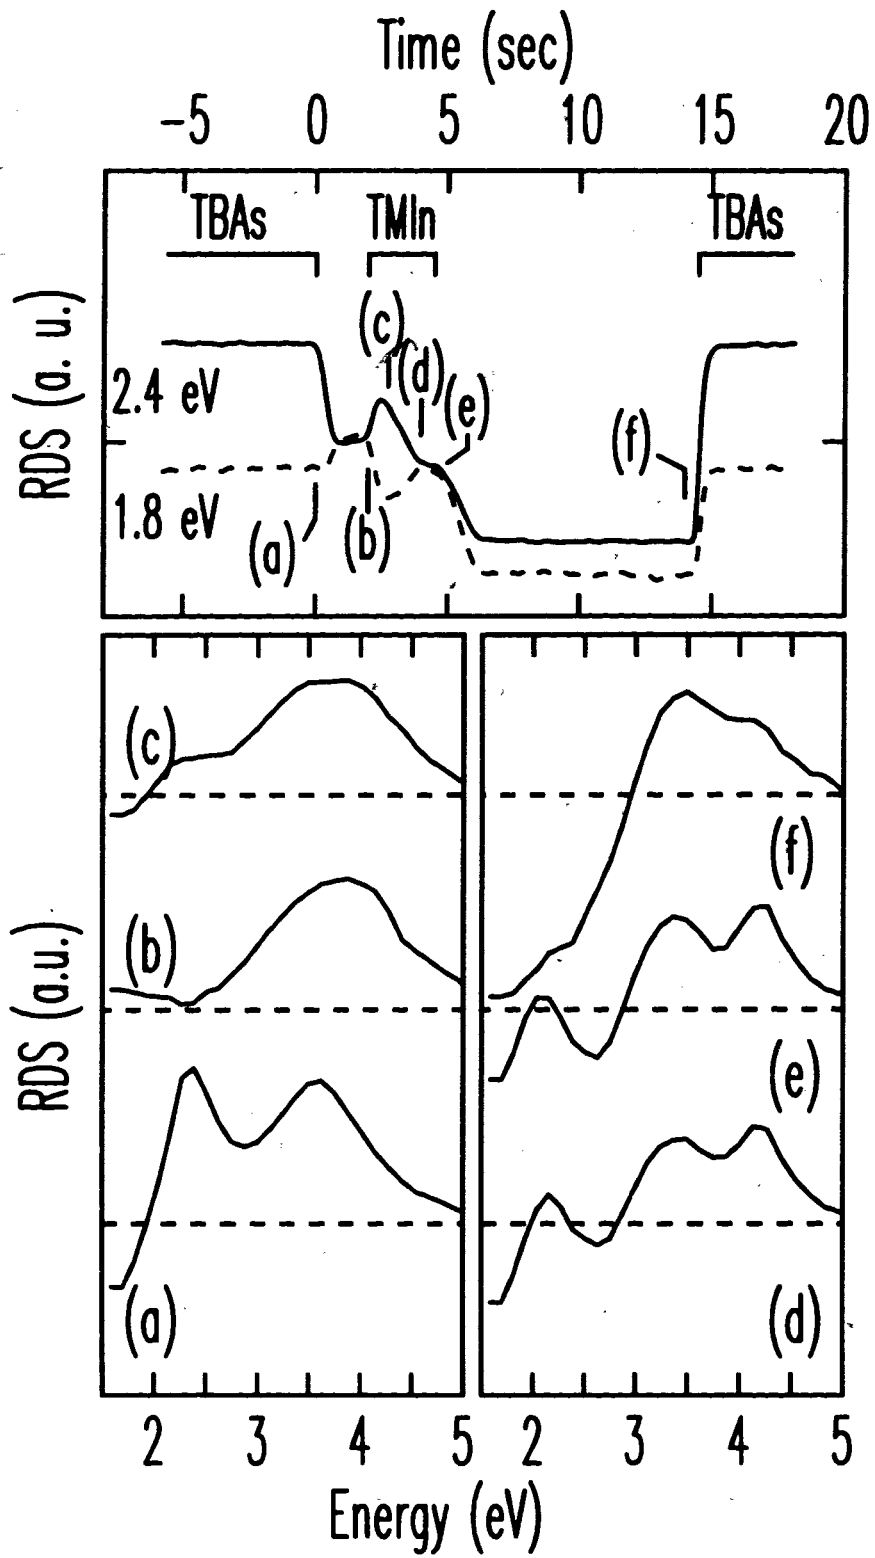 Time (sec)
-5 0 5 10 15 20
TBAs TMIn TBAs
RDS (a. u.)
(c)
(d)
2.4 eV
(e)
(f)
1.8 eV
(a)
(b)
(c)
(f)
(b)
RDS (a.u.)
(e)
(a)
(d)
2 3 4 5 2 3 4 5
Energy (eV)